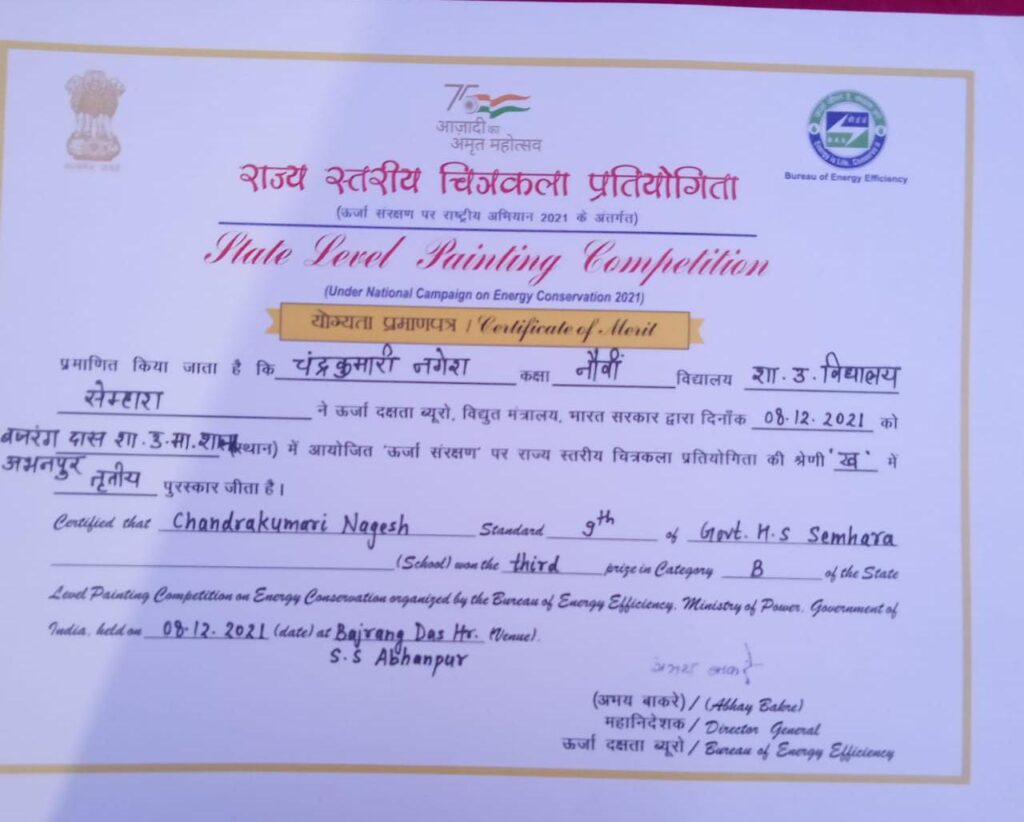 75
आज़ादी का
अमृत महोत्सव
Bureau of Energy Efficiency
राज्य स्तरीय चित्रकला प्रतियोगिता
(ऊर्जा संरक्षण पर राष्ट्रीय अभियान 2021 के अंतर्गत)
State Level Painting Competition
(Under National Campaign on Energy Conservation 2021)
योग्यता प्रमाणपत्र / Certificate of Merit
प्रमाणित किया जाता है कि चंद्रकुमारी नगेश कक्षा नौवीं विद्यालय शा. उ. विद्यालय
सेम्हारा ने ऊर्जा दक्षता ब्यूरो, विद्युत मंत्रालय, भारत सरकार द्वारा दिनाँक 08.12.2021 को
बजरंग दास शा. उ. मा. शाला (स्थान) में आयोजित 'ऊर्जा संरक्षण' पर राज्य स्तरीय चित्रकला प्रतियोगिता की श्रेणी 'ख' में
अभनपुर तृतीय पुरस्कार जीता है।
Certified that Chandrakumari Nagesh Standard 9th of Govt. H.S Semhara
(School) won the third prize in Category B of the State
Level Painting Competition on Energy Conservation organized by the Bureau of Energy Efficiency, Ministry of Power, Government of
India, held on 08.12.2021 (date) at Bajrang Das Hr. (Venue).
S.S Abhanpur
अभय बाकरे
(अभय बाकरे) / (Abhay Bakre)
महानिदेशक / Director General
ऊर्जा दक्षता ब्यूरो / Bureau of Energy Efficiency